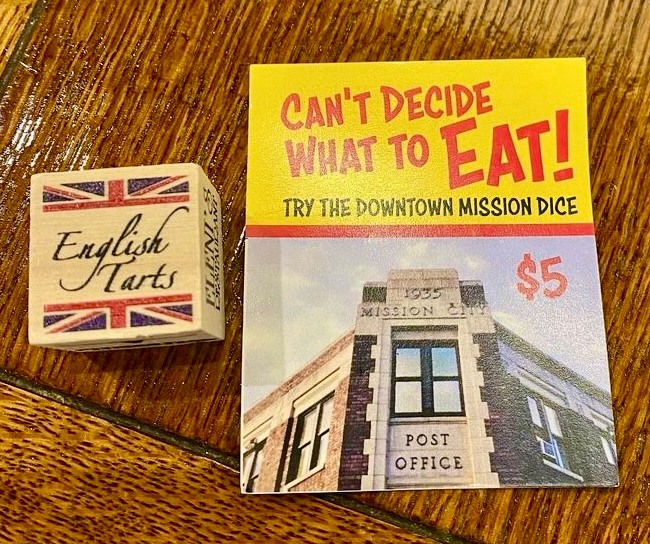 English
Tarts
CAN'T DECIDE
WHAT TO EAT!
TRY THE DOWNTOWN MISSION DICE
$5
1935
MISSION CITY
POST
OFFICE